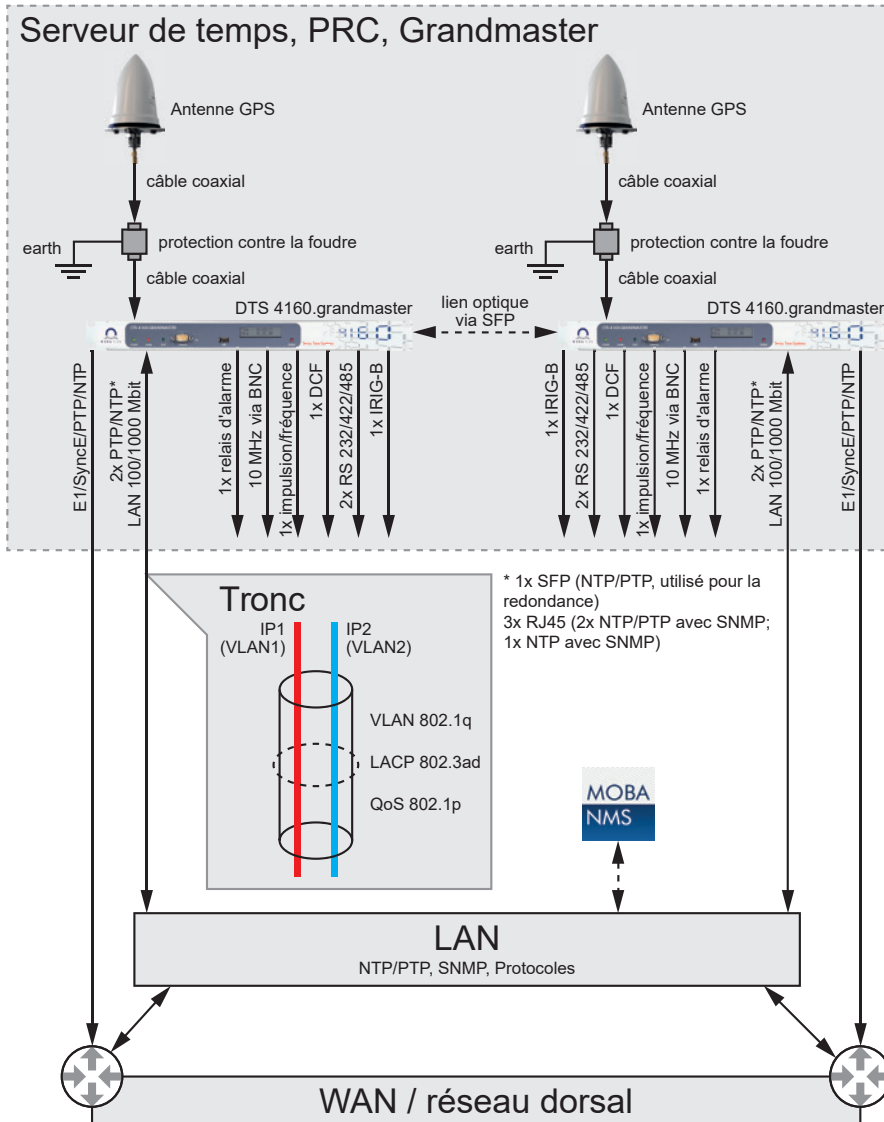 Serveur de temps, PRC, Grandmaster
Antenne GPS
Antenne GPS
câble coaxial
câble coaxial
earth
protection contre la foudre
earth
protection contre la foudre
câble coaxial
câble coaxial
DTS 4160.grandmaster
lien optique
via SFP
DTS 4160.grandmaster
E1/SyncE/PTP/NTP
2x PTP/NTP*
LAN 100/1000 Mbit
1x relais d'alarme
10 MHz via BNC
1x impulsion/fréquence
1x DCF
2x RS 232/422/485
1x IRIG-B
1x IRIG-B
2x RS 232/422/485
1x DCF
1x impulsion/fréquence
10 MHz via BNC
1x relais d'alarme
2x PTP/NTP*
LAN 100/1000 Mbit
E1/SyncE/PTP/NTP
* 1x SFP (NTP/PTP, utilisé pour la
redondance)
3x RJ45 (2x NTP/PTP avec SNMP;
1x NTP avec SNMP)
Tronc
IP1
(VLAN1)
IP2
(VLAN2)
VLAN 802.1q
LACP 802.3ad
QoS 802.1p
MOBA
NMS
LAN
NTP/PTP, SNMP, Protocoles
WAN / réseau dorsal